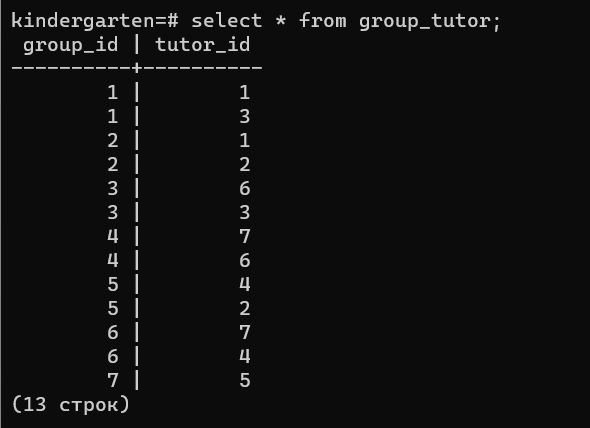 kindergarten=# select * from group_tutor;
 group_id | tutor_id
----------+----------
        1 |        1
        1 |        3
        2 |        1
        2 |        2
        3 |        6
        3 |        3
        4 |        7
        4 |        6
        5 |        4
        5 |        2
        6 |        7
        6 |        4
        7 |        5
(13 строк)